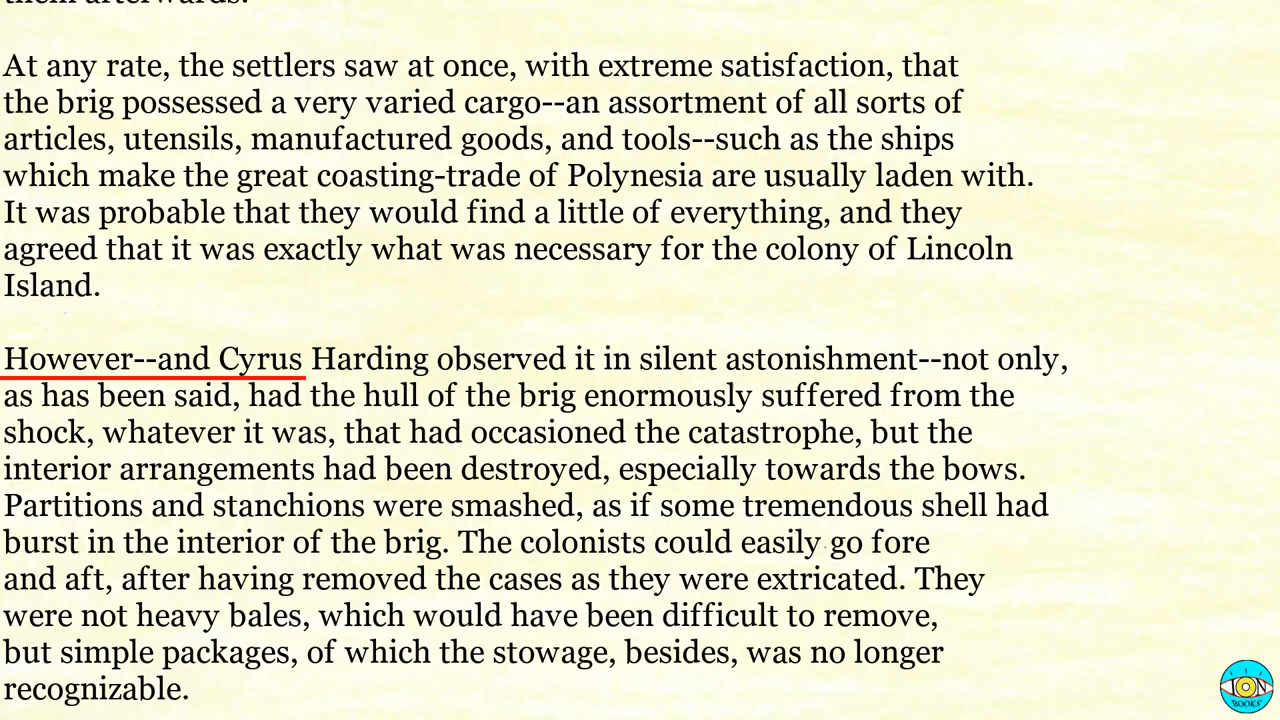 them afterwards.
At any rate, the settlers saw at once, with extreme satisfaction, that
the brig possessed a very varied cargo--an assortment of all sorts of
articles, utensils, manufactured goods, and tools--such as the ships
which make the great coasting-trade of Polynesia are usually laden with.
It was probable that they would find a little of everything, and they
agreed that it was exactly what was necessary for the colony of Lincoln
Island.
However--and Cyrus Harding observed it in silent astonishment--not only,
as has been said, had the hull of the brig enormously suffered from the
shock, whatever it was, that had occasioned the catastrophe, but the
interior arrangements had been destroyed, especially towards the bows.
Partitions and stanchions were smashed, as if some tremendous shell had
burst in the interior of the brig. The colonists could easily go fore
and aft, after having removed the cases as they were extricated. They
were not heavy bales, which would have been difficult to remove,
but simple packages, of which the stowage, besides, was no longer
recognizable.
ION
BOOKS